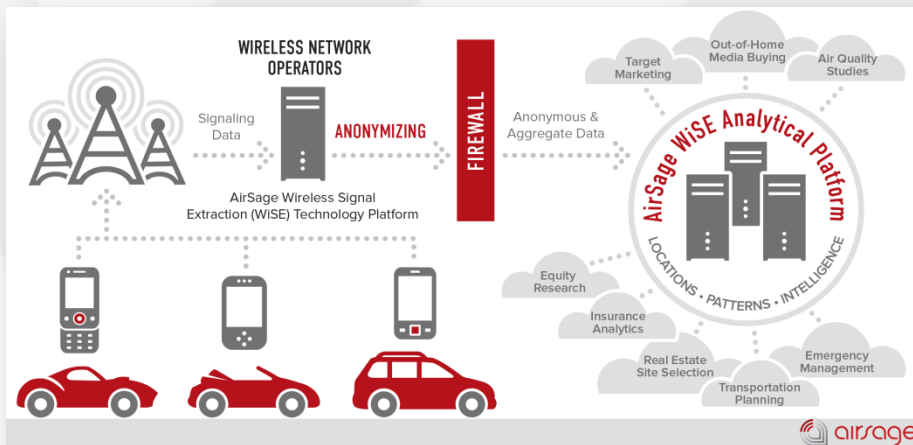 WIRELESS NETWORK
OPERATORS
Signaling
Data
ANONYMIZING
FIREWALL
Anonymous &
Aggregate Data
AirSage Wireless Signal
Extraction (WiSE) Technology Platform
Target
Marketing
Out-of-Home
Media Buying
Air Quality
Studies
AirSage WiSE Analytical Platform
LOCATIONS • PATTERNS • INTELLIGENCE
Equity
Research
Insurance
Analytics
Real Estate
Site Selection
Transportation
Planning
Emergency
Management
airsage